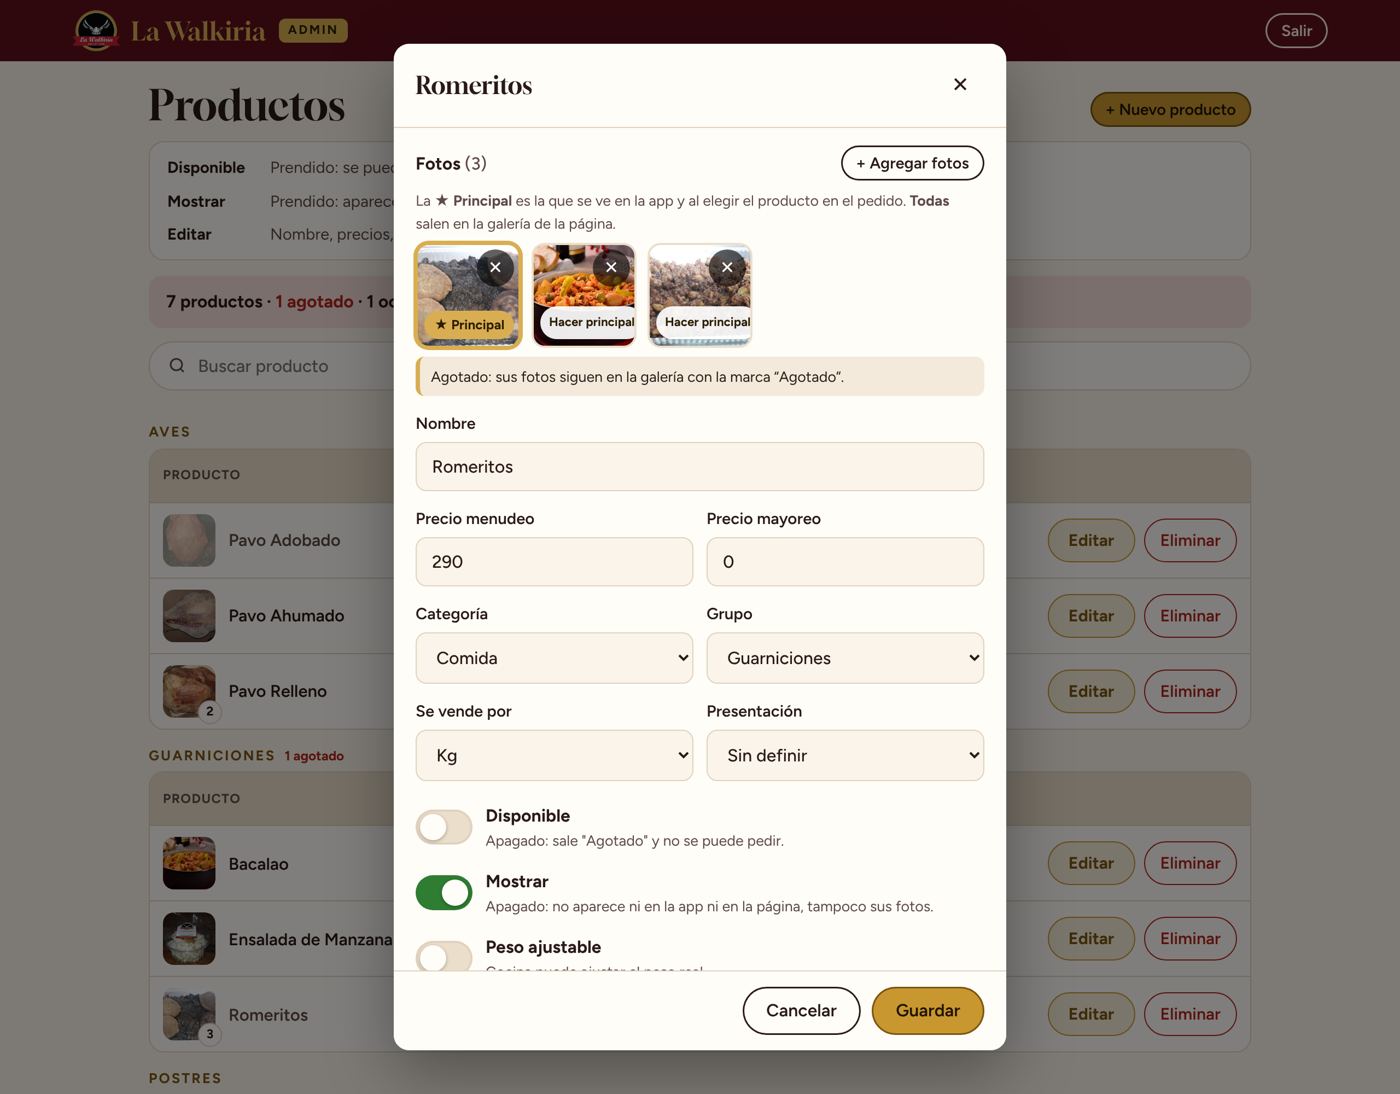 La Walkiria
ADMIN
Salir
Productos
+ Nuevo producto
Disponible Prendido: se pue
Mostrar Prendido: aparec
Editar Nombre, precios,
7 productos · 1 agotado · 1 oc
Buscar producto
AVES
PRODUCTO
Pavo Adobado Editar Eliminar
Pavo Ahumado Editar Eliminar
Pavo Relleno Editar Eliminar
2
GUARNICIONES 1 agotado
PRODUCTO
Bacalao Editar Eliminar
Ensalada de Manzana Editar Eliminar
Romeritos Editar Eliminar
3
POSTRES
Romeritos
×
Fotos (3)
+ Agregar fotos
La ★ Principal es la que se ve en la app y al elegir el producto en el pedido. Todas
salen en la galería de la página.
★ Principal
Hacer principal
Hacer principal
Agotado: sus fotos siguen en la galería con la marca “Agotado”.
Nombre
Romeritos
Precio menudeo Precio mayoreo
290 0
Categoría Grupo
Comida Guarniciones
Se vende por Presentación
Kg Sin definir
Disponible
Apagado: sale "Agotado" y no se puede pedir.
Mostrar
Apagado: no aparece ni en la app ni en la página, tampoco sus fotos.
Peso ajustable
Cocina puede ajustar el peso real.
Cancelar Guardar